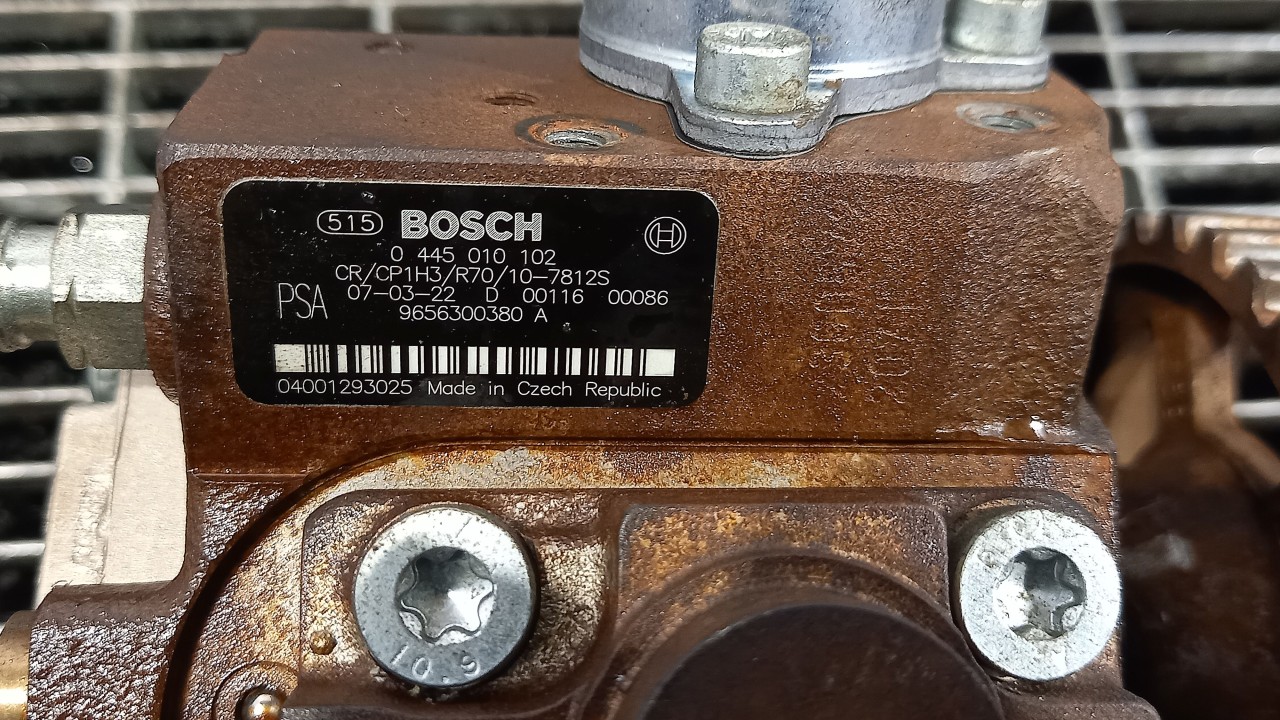 515 BOSCH
0 445 010 102
CR/CP1H3/R70/10-7812S
PSA 07-03-22 D 00116 00086
9656300380 A
04001293025 Made in Czech Republic
10.9